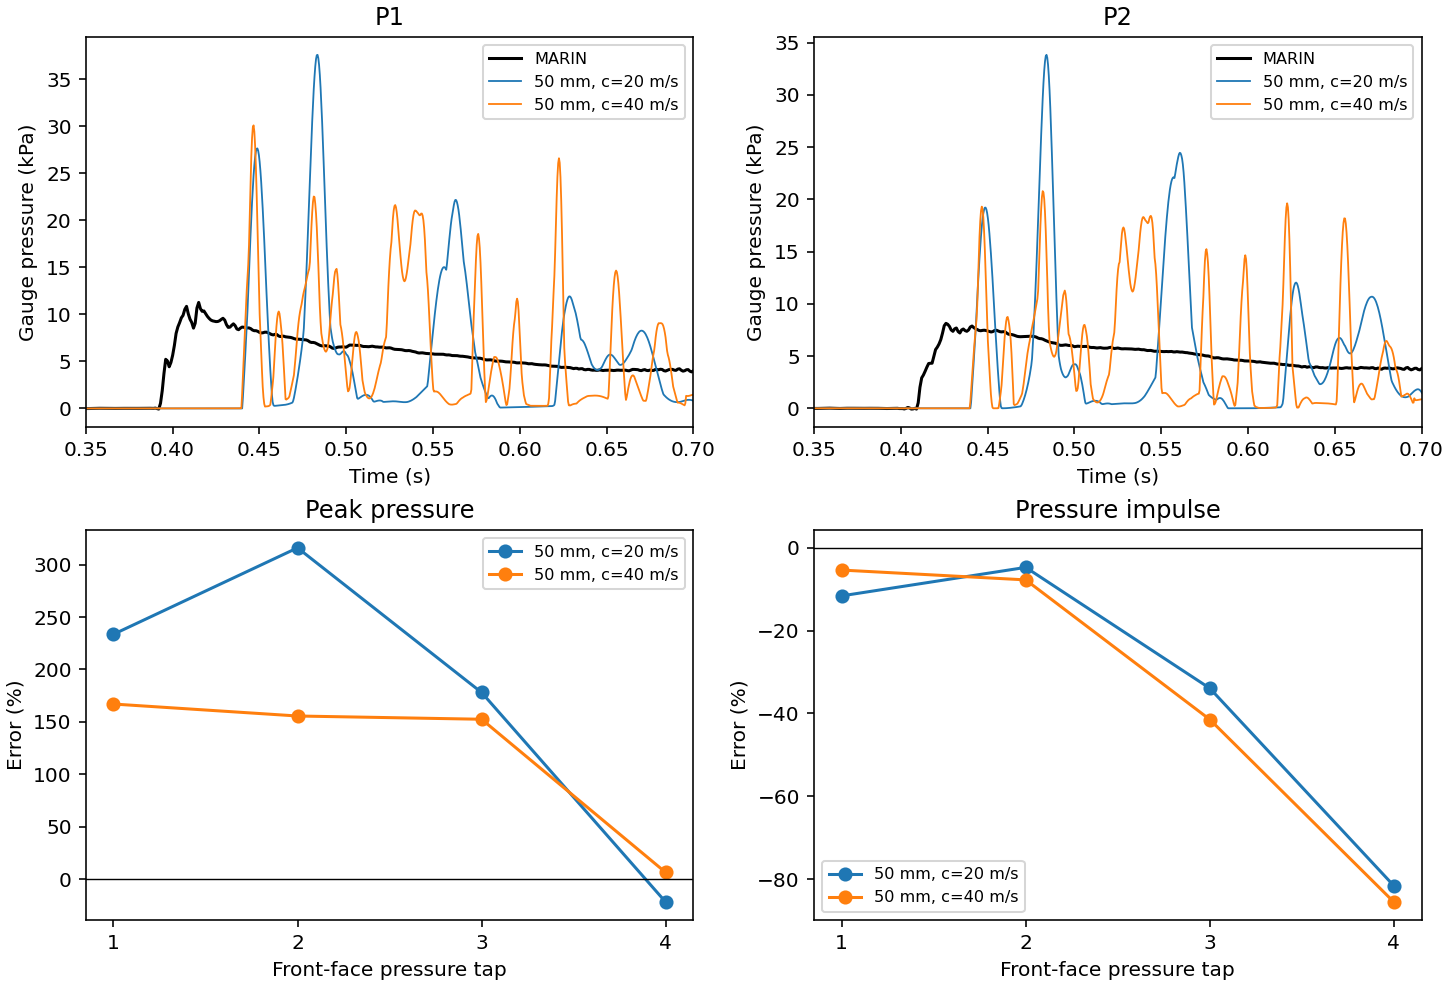 P1
Gauge pressure (kPa)
35
30
25
20
15
10
5
0
0.35 0.40 0.45 0.50 0.55 0.60 0.65 0.70
Time (s)
MARIN
50 mm, c=20 m/s
50 mm, c=40 m/s
P2
Gauge pressure (kPa)
35
30
25
20
15
10
5
0
0.35 0.40 0.45 0.50 0.55 0.60 0.65 0.70
Time (s)
MARIN
50 mm, c=20 m/s
50 mm, c=40 m/s
Peak pressure
Error (%)
300
250
200
150
100
50
0
1 2 3 4
Front-face pressure tap
50 mm, c=20 m/s
50 mm, c=40 m/s
Pressure impulse
Error (%)
0
−20
−40
−60
−80
1 2 3 4
Front-face pressure tap
50 mm, c=20 m/s
50 mm, c=40 m/s